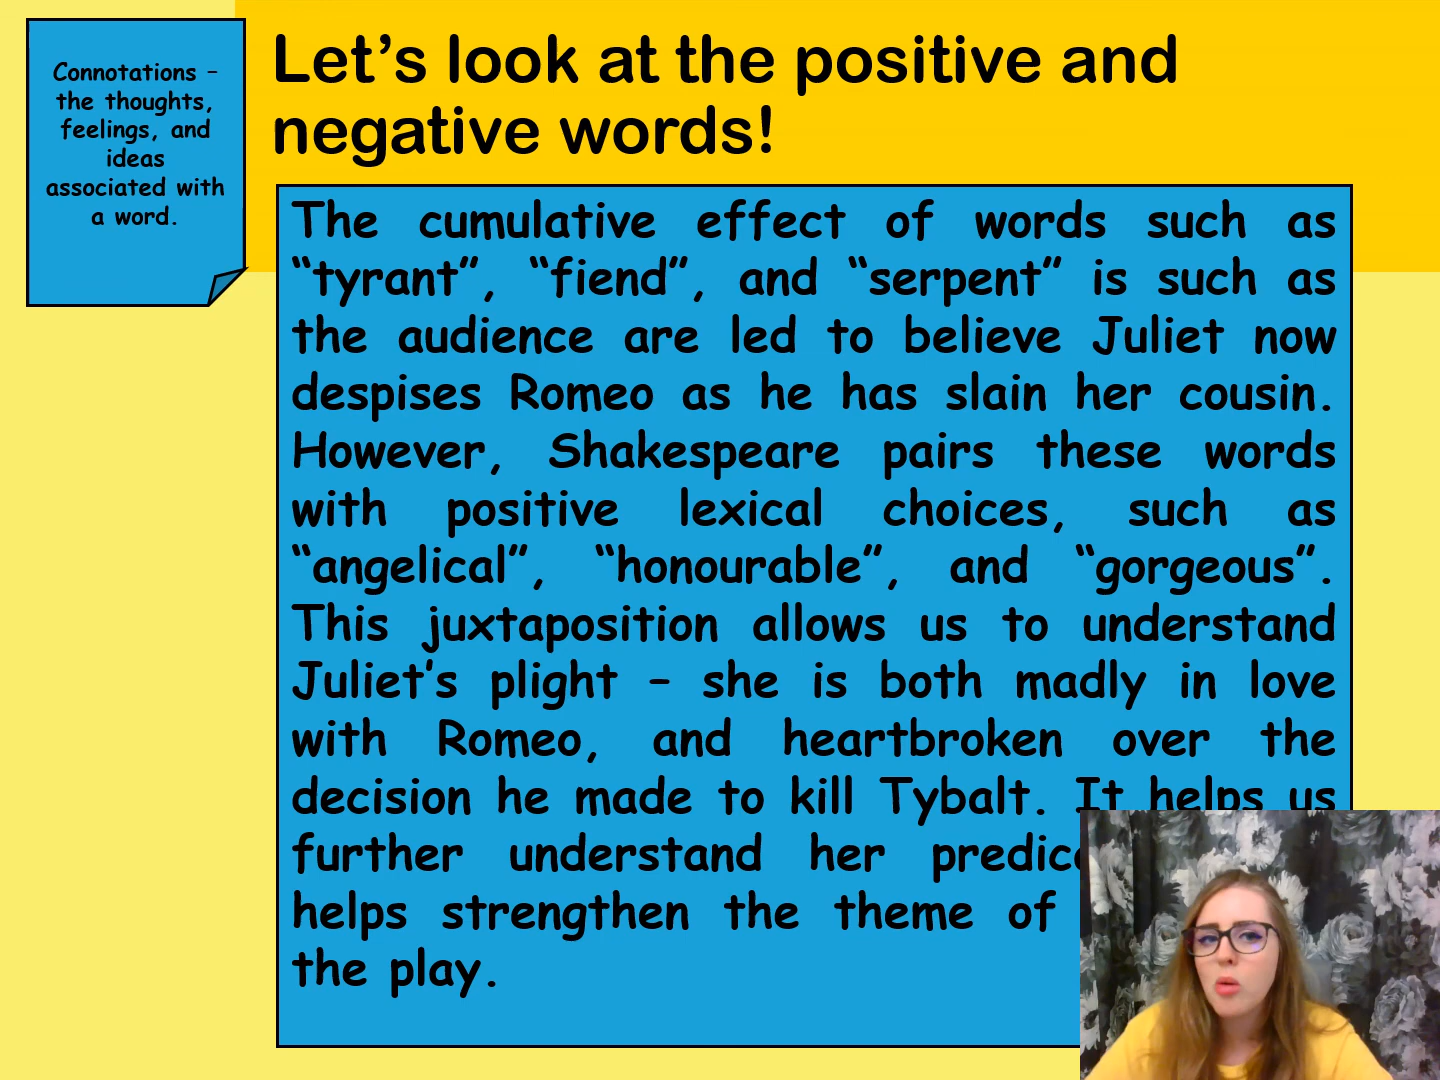 Connotations –
the thoughts,
feelings, and
ideas
associated with
a word.
Let’s look at the positive and
negative words!
The cumulative effect of words such as
“tyrant”, “fiend”, and “serpent” is such as
the audience are led to believe Juliet now
despises Romeo as he has slain her cousin.
However, Shakespeare pairs these words
with positive lexical choices, such as
“angelical”, “honourable”, and “gorgeous”.
This juxtaposition allows us to understand
Juliet’s plight – she is both madly in love
with Romeo, and heartbroken over the
decision he made to kill Tybalt. It helps us
further understand her
helps strengthen the theme of
the play.